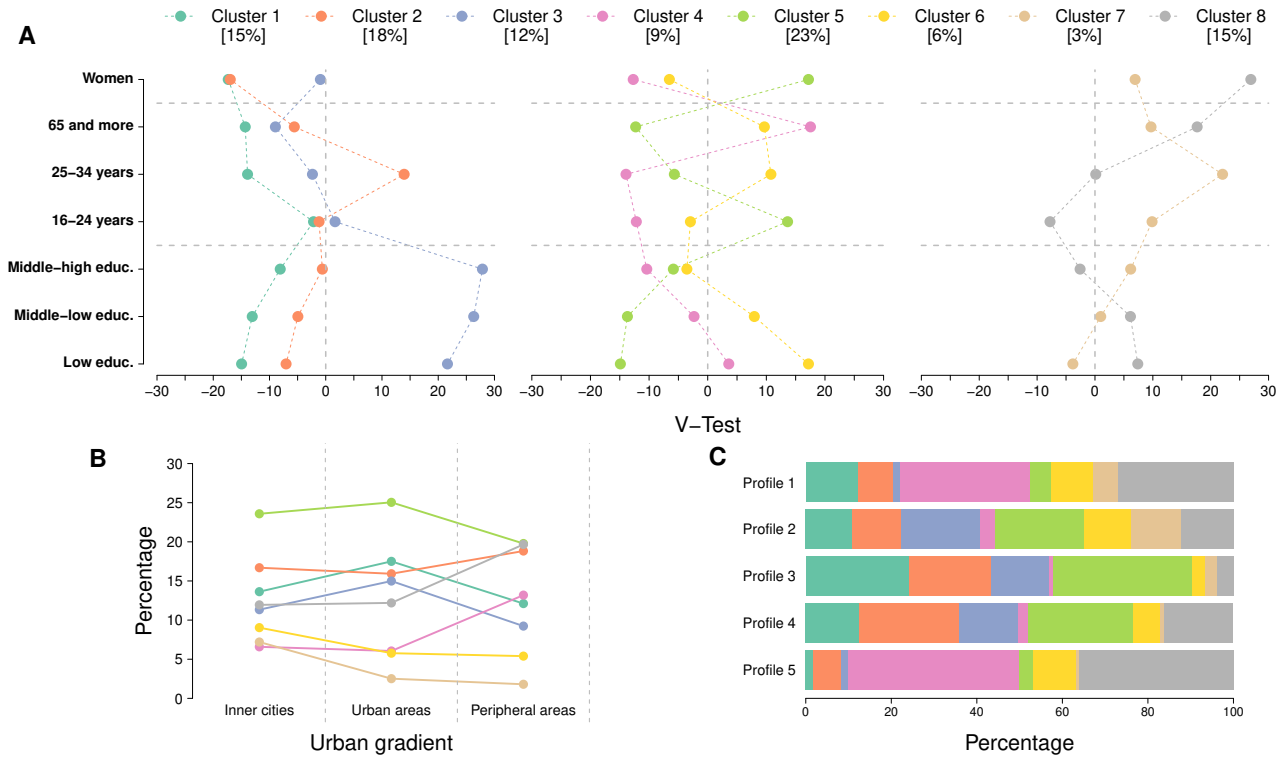 A
Cluster 1
[15%]
Cluster 2
[18%]
Cluster 3
[12%]
Cluster 4
[9%]
Cluster 5
[23%]
Cluster 6
[6%]
Cluster 7
[3%]
Cluster 8
[15%]
Women
65 and more
25−34 years
16−24 years
Middle−high educ.
Middle−low educ.
Low educ.
−30 −20 −10 0 10 20 30
−30 −20 −10 0 10 20 30
−30 −20 −10 0 10 20 30
V−Test
B
Percentage
30
25
20
15
10
5
0
Inner cities Urban areas Peripheral areas
Urban gradient
C
Profile 1
Profile 2
Profile 3
Profile 4
Profile 5
0 20 40 60 80 100
Percentage